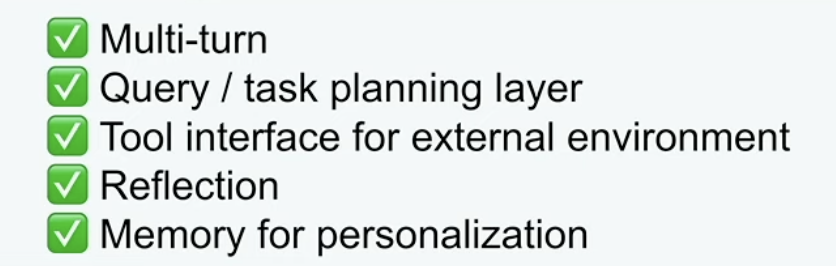 ✅ Multi-turn
✅ Query / task planning layer
✅ Tool interface for external environment
✅ Reflection
✅ Memory for personalization